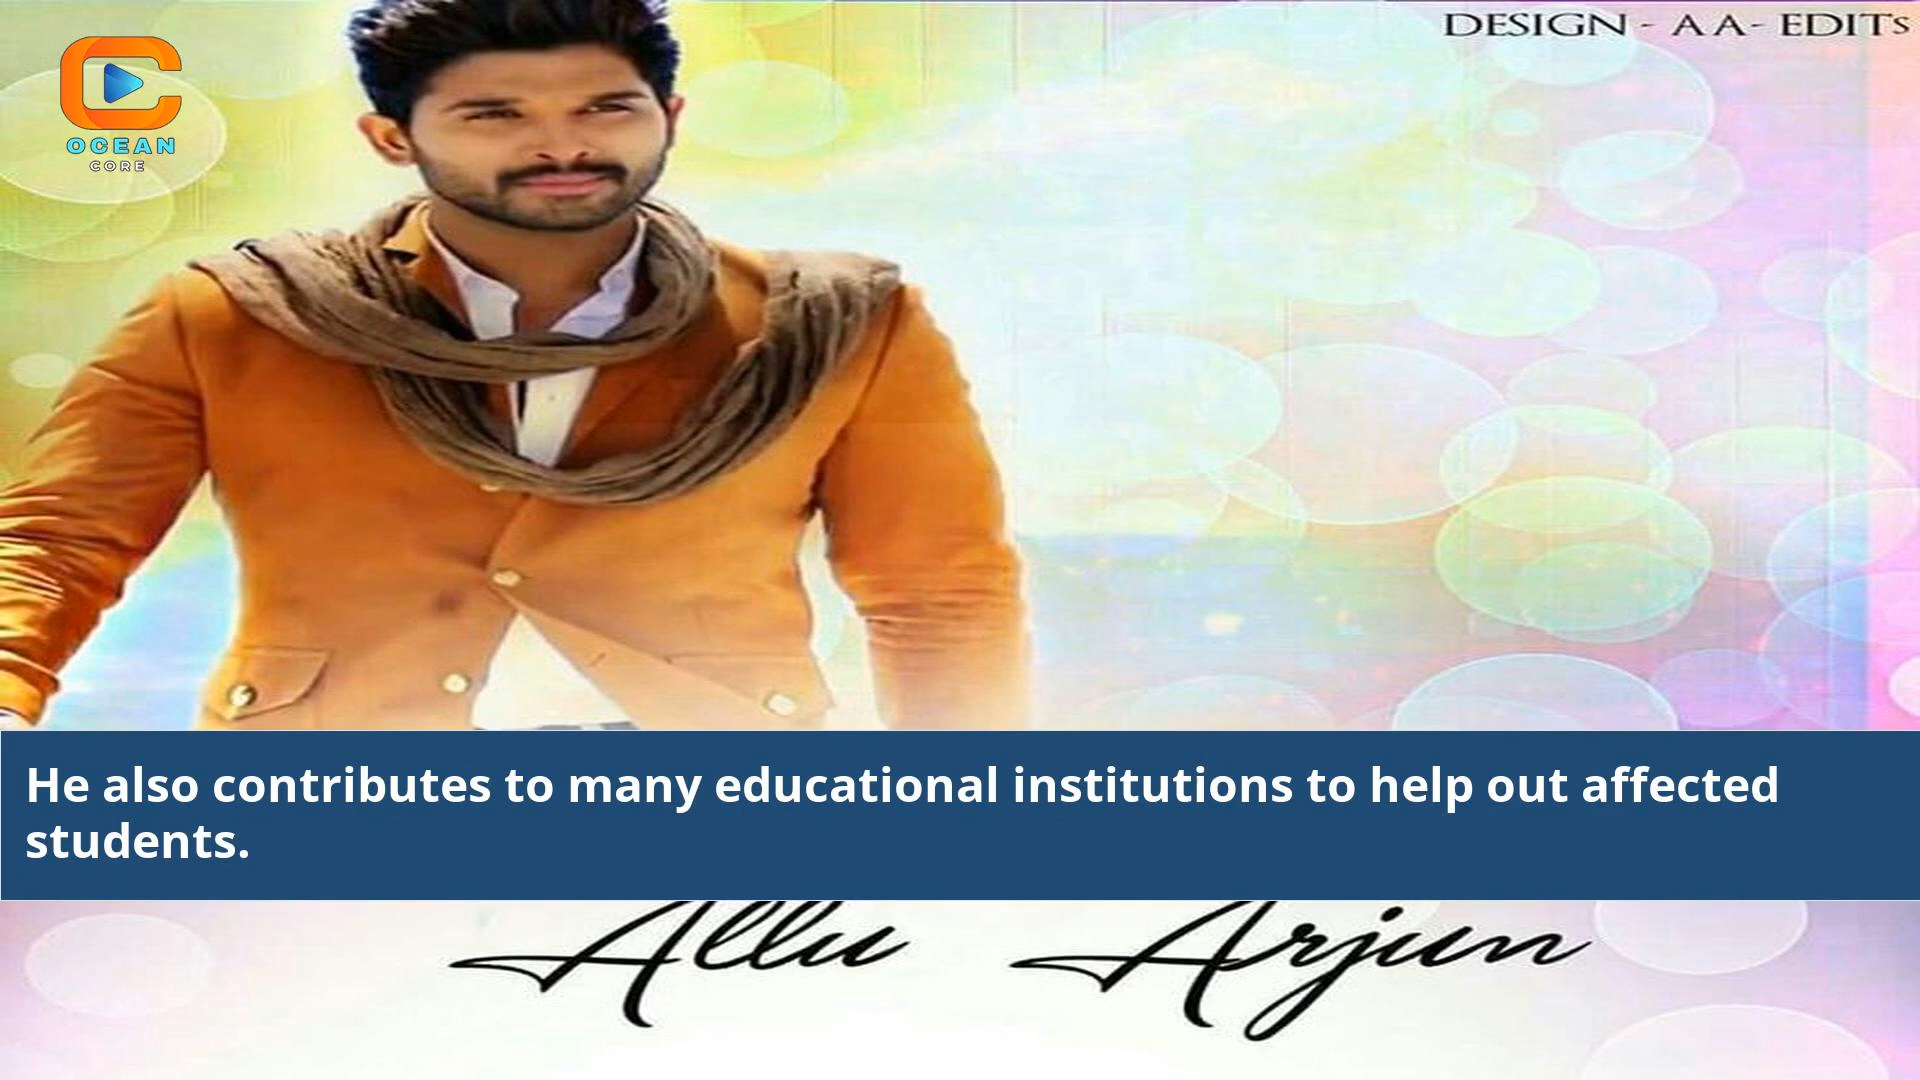 DESIGN - AA- EDITs
OCEAN
CORE
He also contributes to many educational institutions to help out affected
students.
Allu Arjun